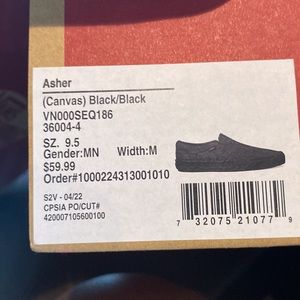 Asher
(Canvas) Black/Black
VN000SEQ186
36004-4
SZ. 9.5
Gender:MN Width:M
$59.99
Order#1000224313001010
S2V - 04/22
CPSIA PO/CUT#
420007105600100
7 32075 21077 9